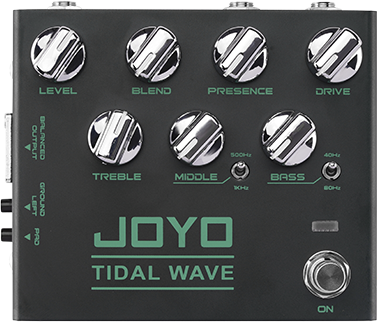 LEVEL BLEND PRESENCE DRIVE
500Hz 40Hz
TREBLE MIDDLE BASS
1KHz 80Hz
BALANCED
OUTPUT
GROUND
LEFT
PAD
JOYO
TIDAL WAVE
ON